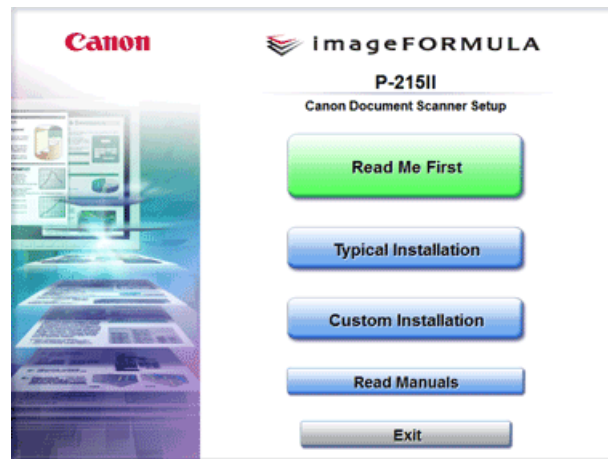 Canon
imageFORMULA
P-215II
Canon Document Scanner Setup
Read Me First
Typical Installation
Custom Installation
Read Manuals
Exit